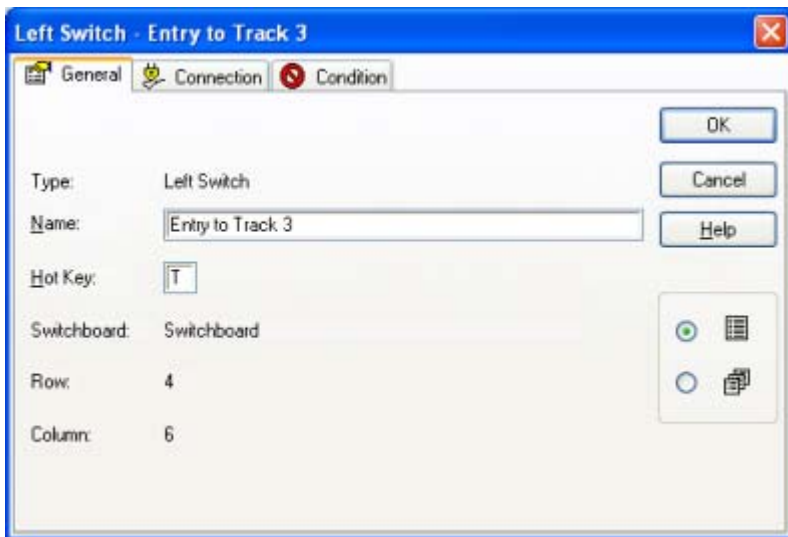 Left Switch - Entry to Track 3
General Connection Condition
OK
Type: Left Switch
Cancel
Name: Entry to Track 3
Help
Hot Key: T
Switchboard: Switchboard
Row: 4
Column: 6